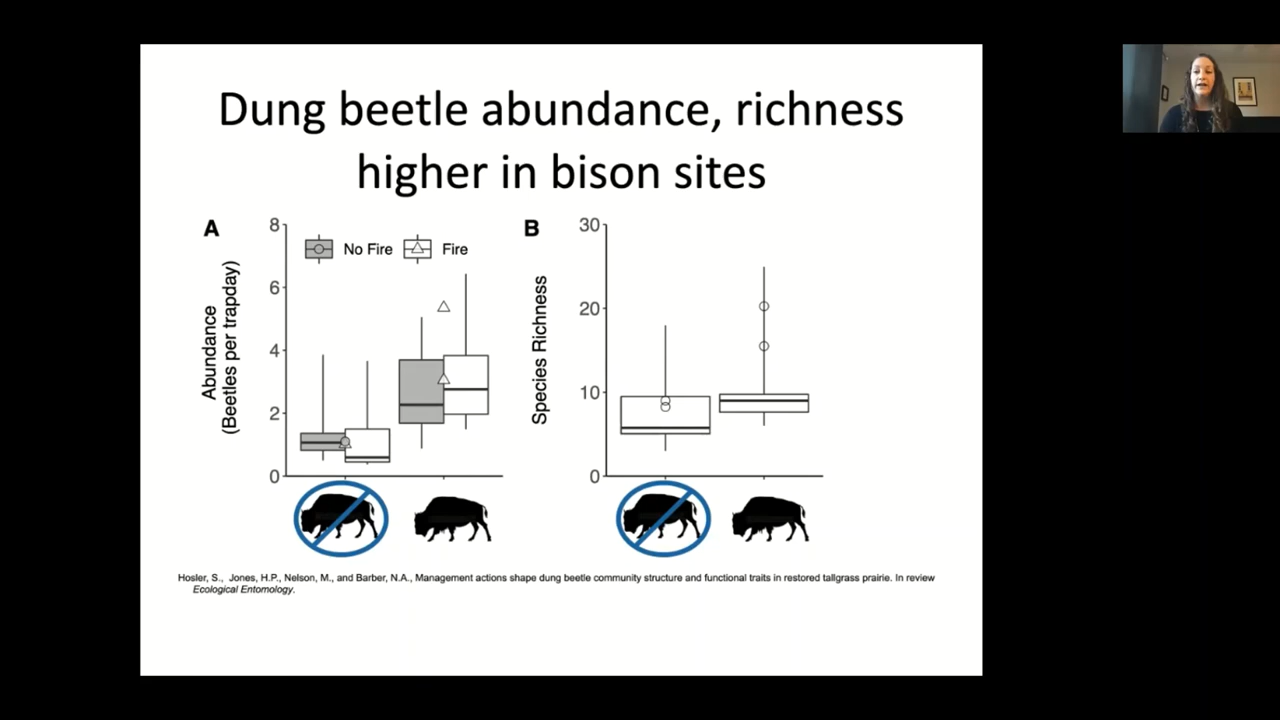 Dung beetle abundance, richness
higher in bison sites
A
Abundance
(Beetles per trapday)
8
6
4
2
0
No Fire
Fire
B
Species Richness
30
20
10
0
Hosler, S., Jones, H.P., Nelson, M., and Barber, N.A., Management actions shape dung beetle community structure and functional traits in restored tallgrass prairie. In review
Ecological Entomology.